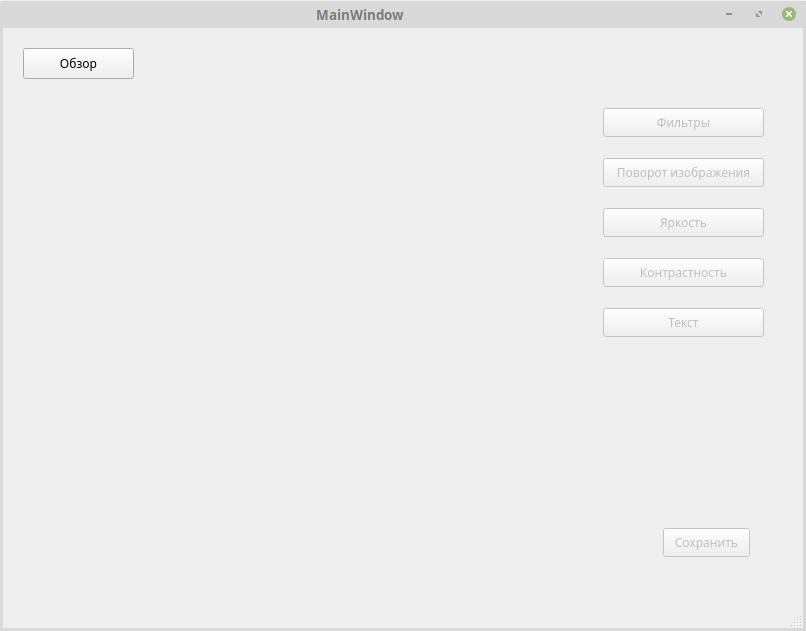 MainWindow
Обзор
Фильтры
Поворот изображения
Яркость
Контрастность
Текст
Сохранить